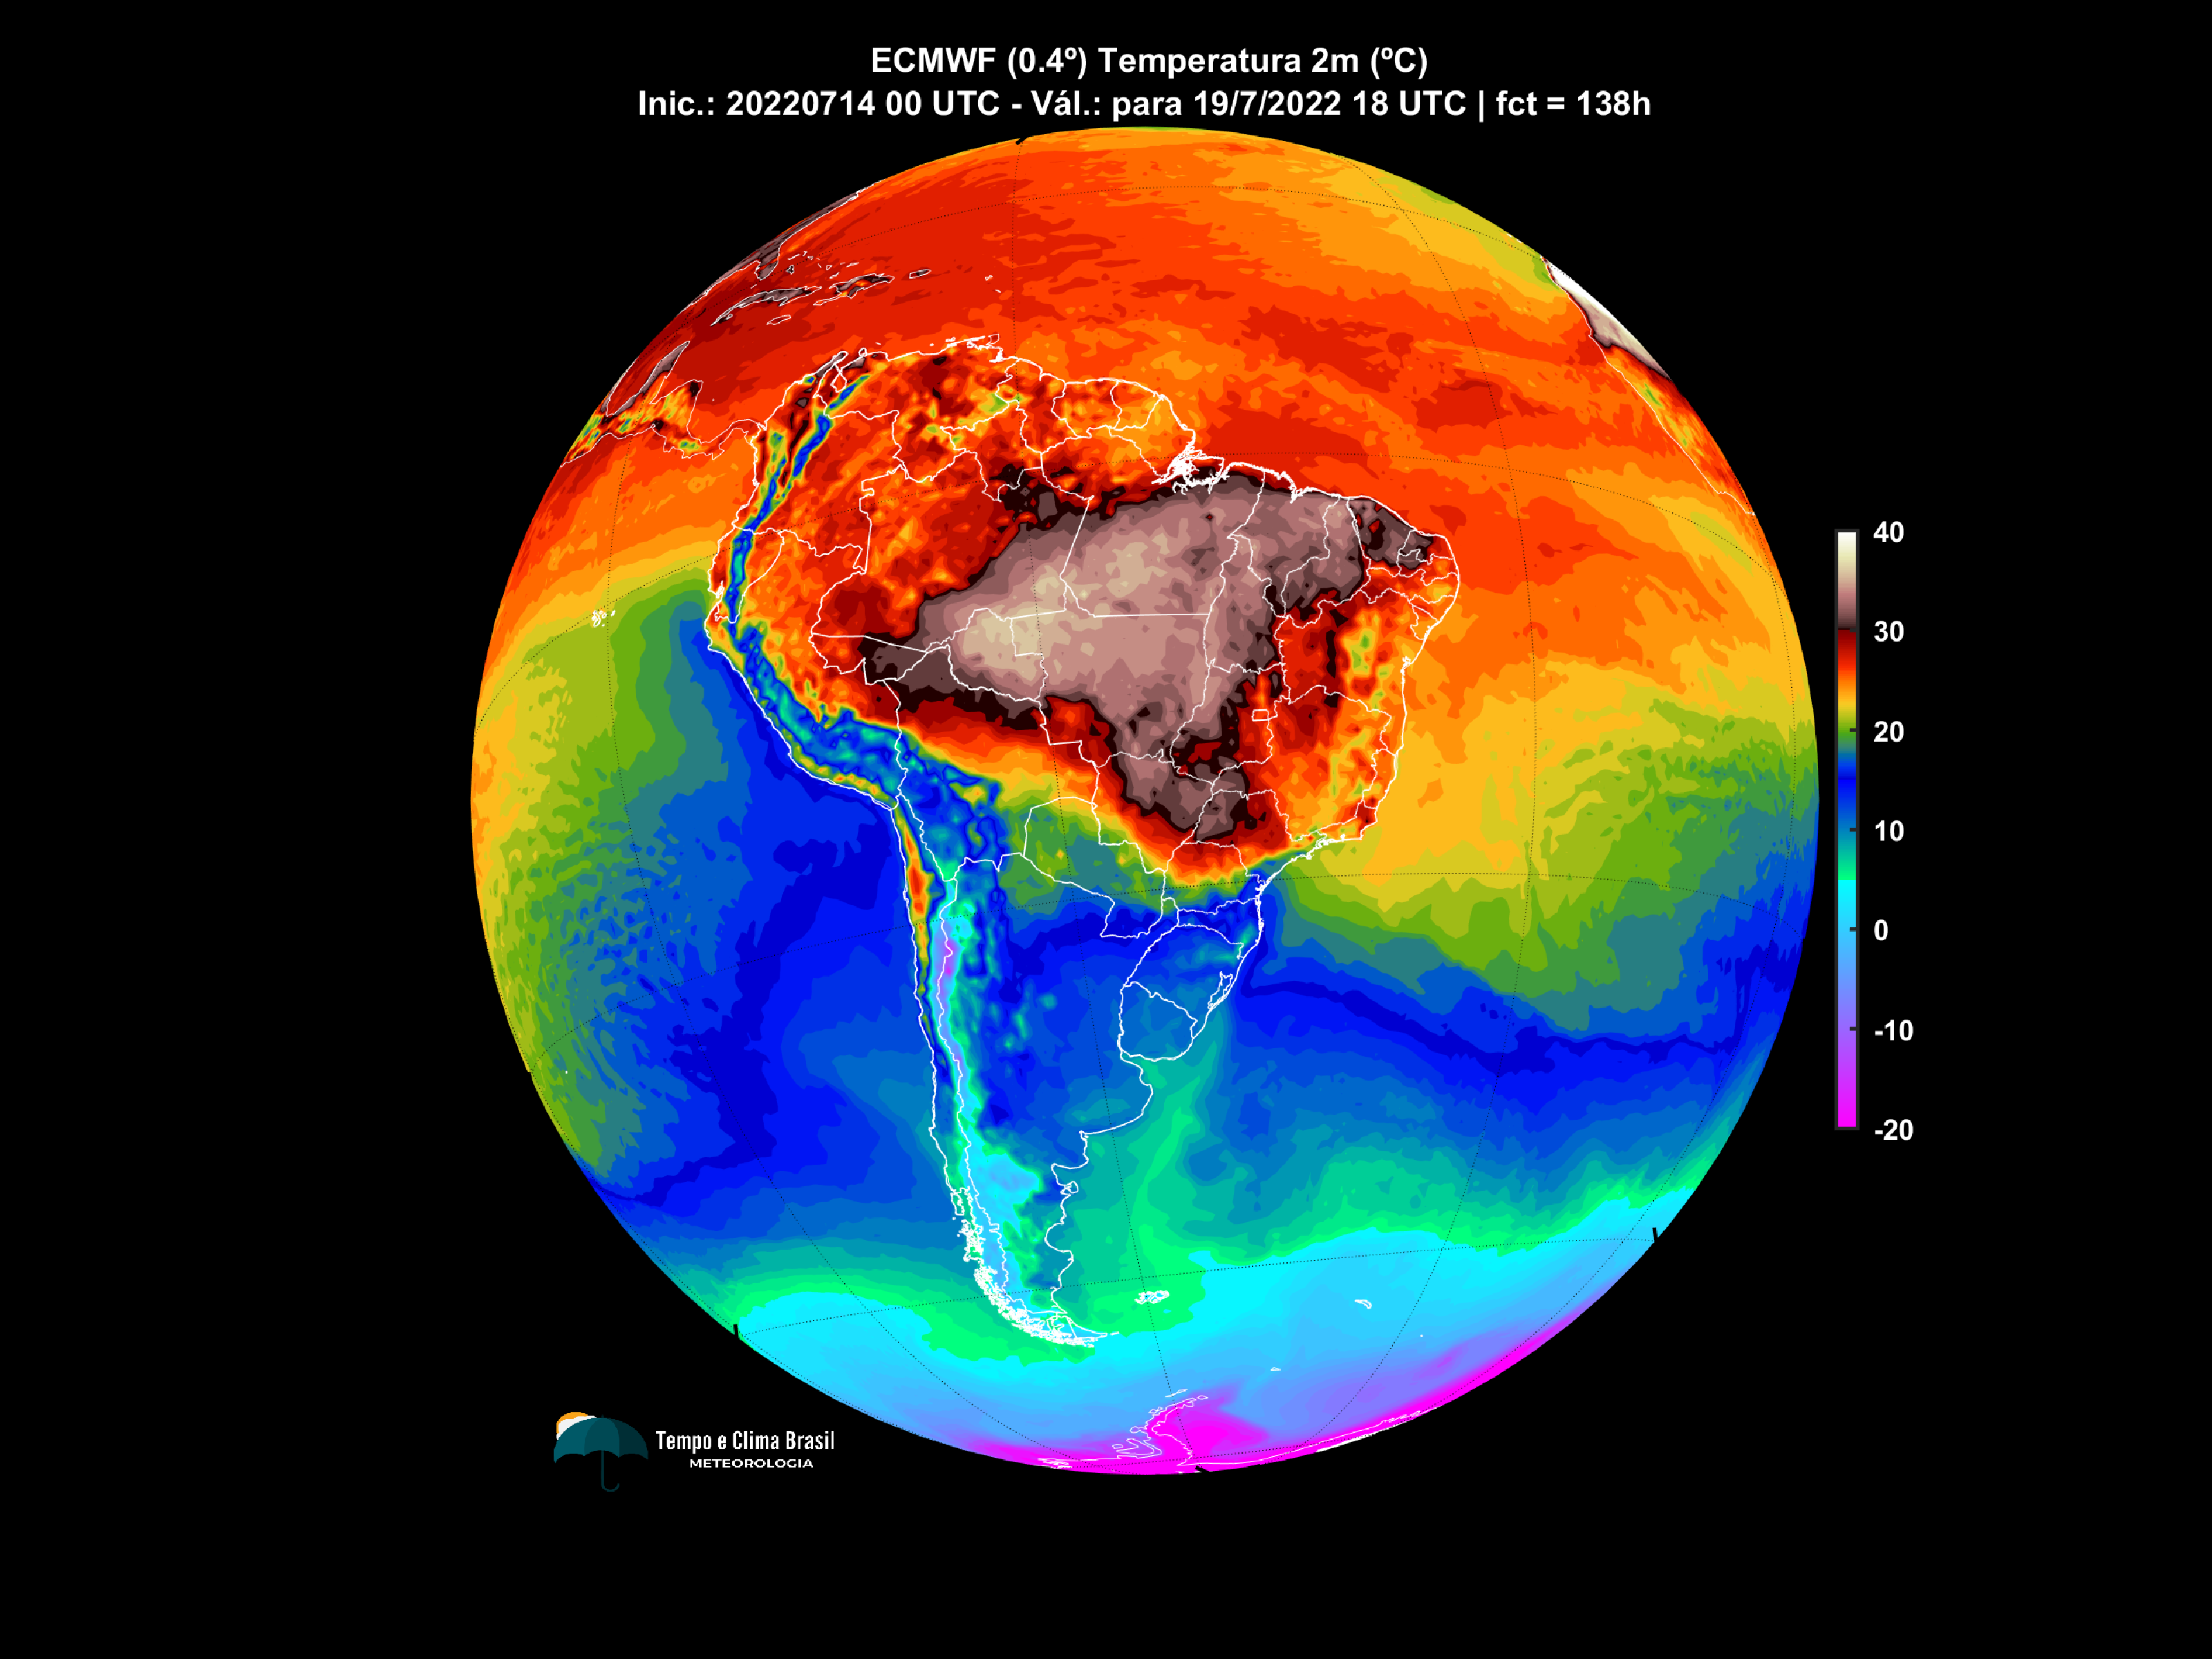 ECMWF (0.4º) Temperatura 2m (ºC)
Inic.: 20220714 00 UTC - Vál.: para 19/7/2022 18 UTC | fct = 138h
40
30
20
10
0
-10
-20
Tempo e Clima Brasil
METEOROLOGIA